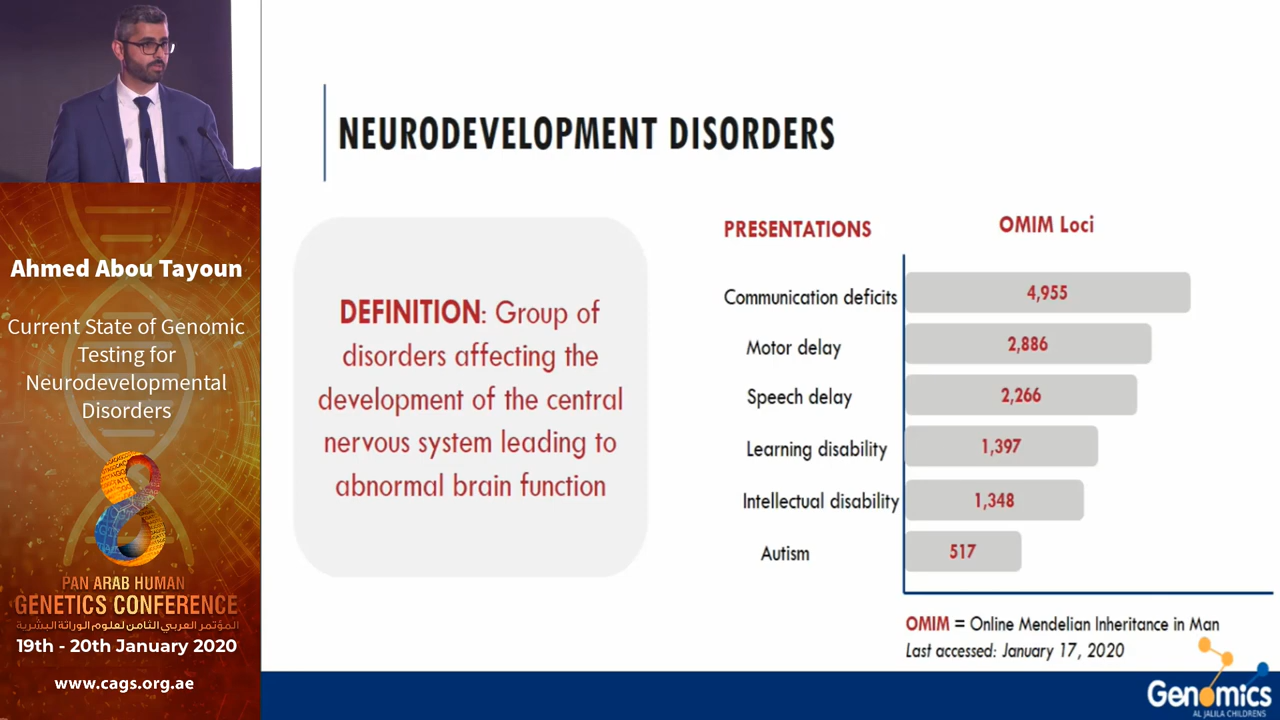 Ahmed Abou Tayoun
Current State of Genomic
Testing for
Neurodevelopmental
Disorders
8
PAN ARAB HUMAN
GENETICS CONFERENCE
المؤتمر العربي الثامن لعلوم الوراثة البشرية
19th - 20th January 2020
www.cags.org.ae
NEURODEVELOPMENT DISORDERS
DEFINITION: Group of
disorders affecting the
development of the central
nervous system leading to
abnormal brain function
PRESENTATIONS
OMIM Loci
Communication deficits 4,955
Motor delay 2,886
Speech delay 2,266
Learning disability 1,397
Intellectual disability 1,348
Autism 517
OMIM = Online Mendelian Inheritance in Man
Last accessed: January 17, 2020
Genomics
AL JALILA CHILDRENS